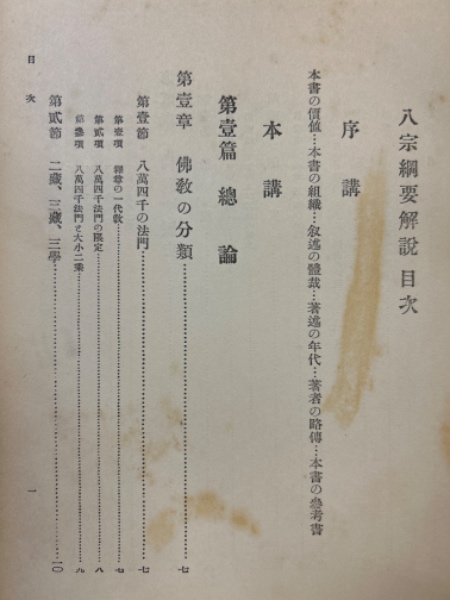 八宗綱要解説目次
序講
本書の價値…本書の組織…叙述の體裁…著述の年代…著者の略傳…本書の參考書
本講
第壹篇 總論
第壹章 佛教の分類……七
第壹節 八萬四千の法門……七
第壹項 釋尊の一代教……七
第貳項 八萬四千法門の限定……八
第參項 八萬四千法門と大小二乘……九
第貳節 二藏、三藏、三學……一〇
目次
一